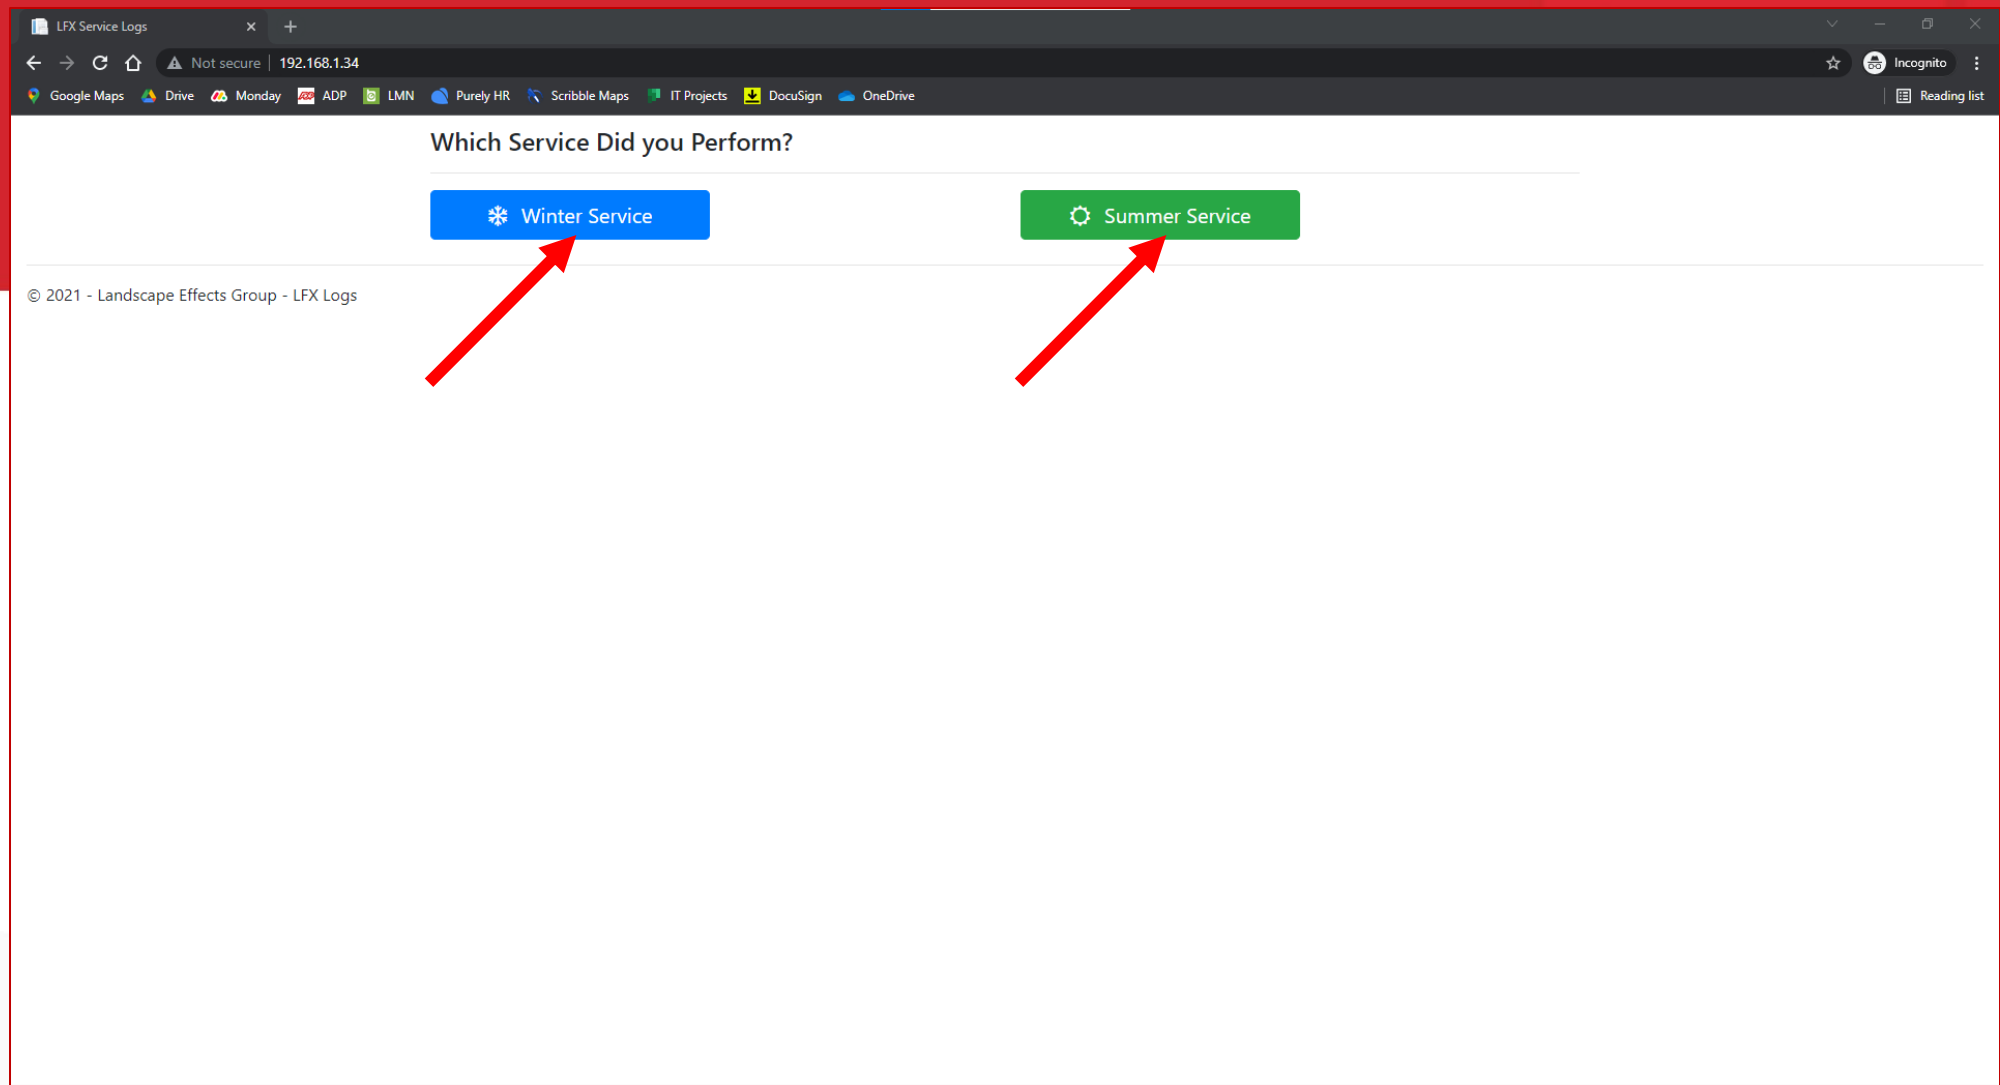 LFX Service Logs
Not secure 192.168.1.34 Incognito
Google Maps Drive Monday ADP LMN Purely HR Scribble Maps IT Projects DocuSign OneDrive Reading list
Which Service Did you Perform?
Winter Service Summer Service
© 2021 - Landscape Effects Group - LFX Logs